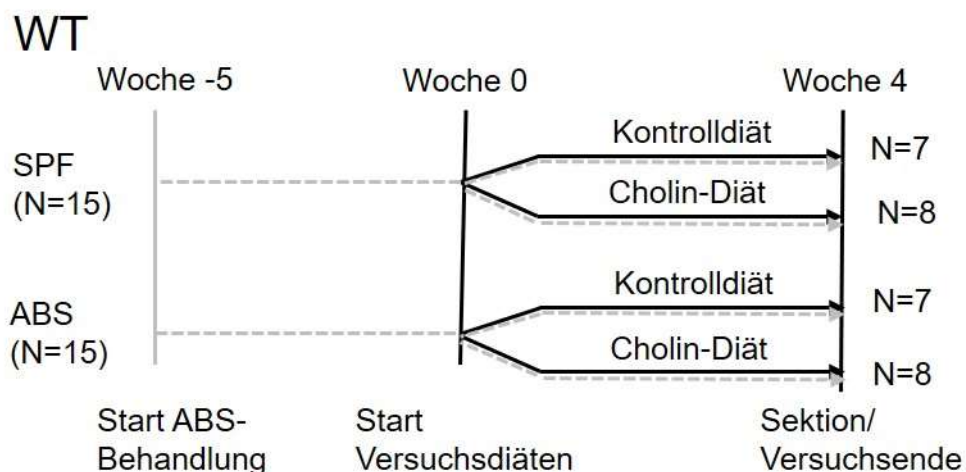 WT
Woche -5 Woche 0 Woche 4
Kontrolldiät N=7
SPF
(N=15)
Cholin-Diät N=8
Kontrolldiät N=7
ABS
(N=15)
Cholin-Diät N=8
Start ABS-
Behandlung
Start
Versuchsdiäten
Sektion/
Versuchsende